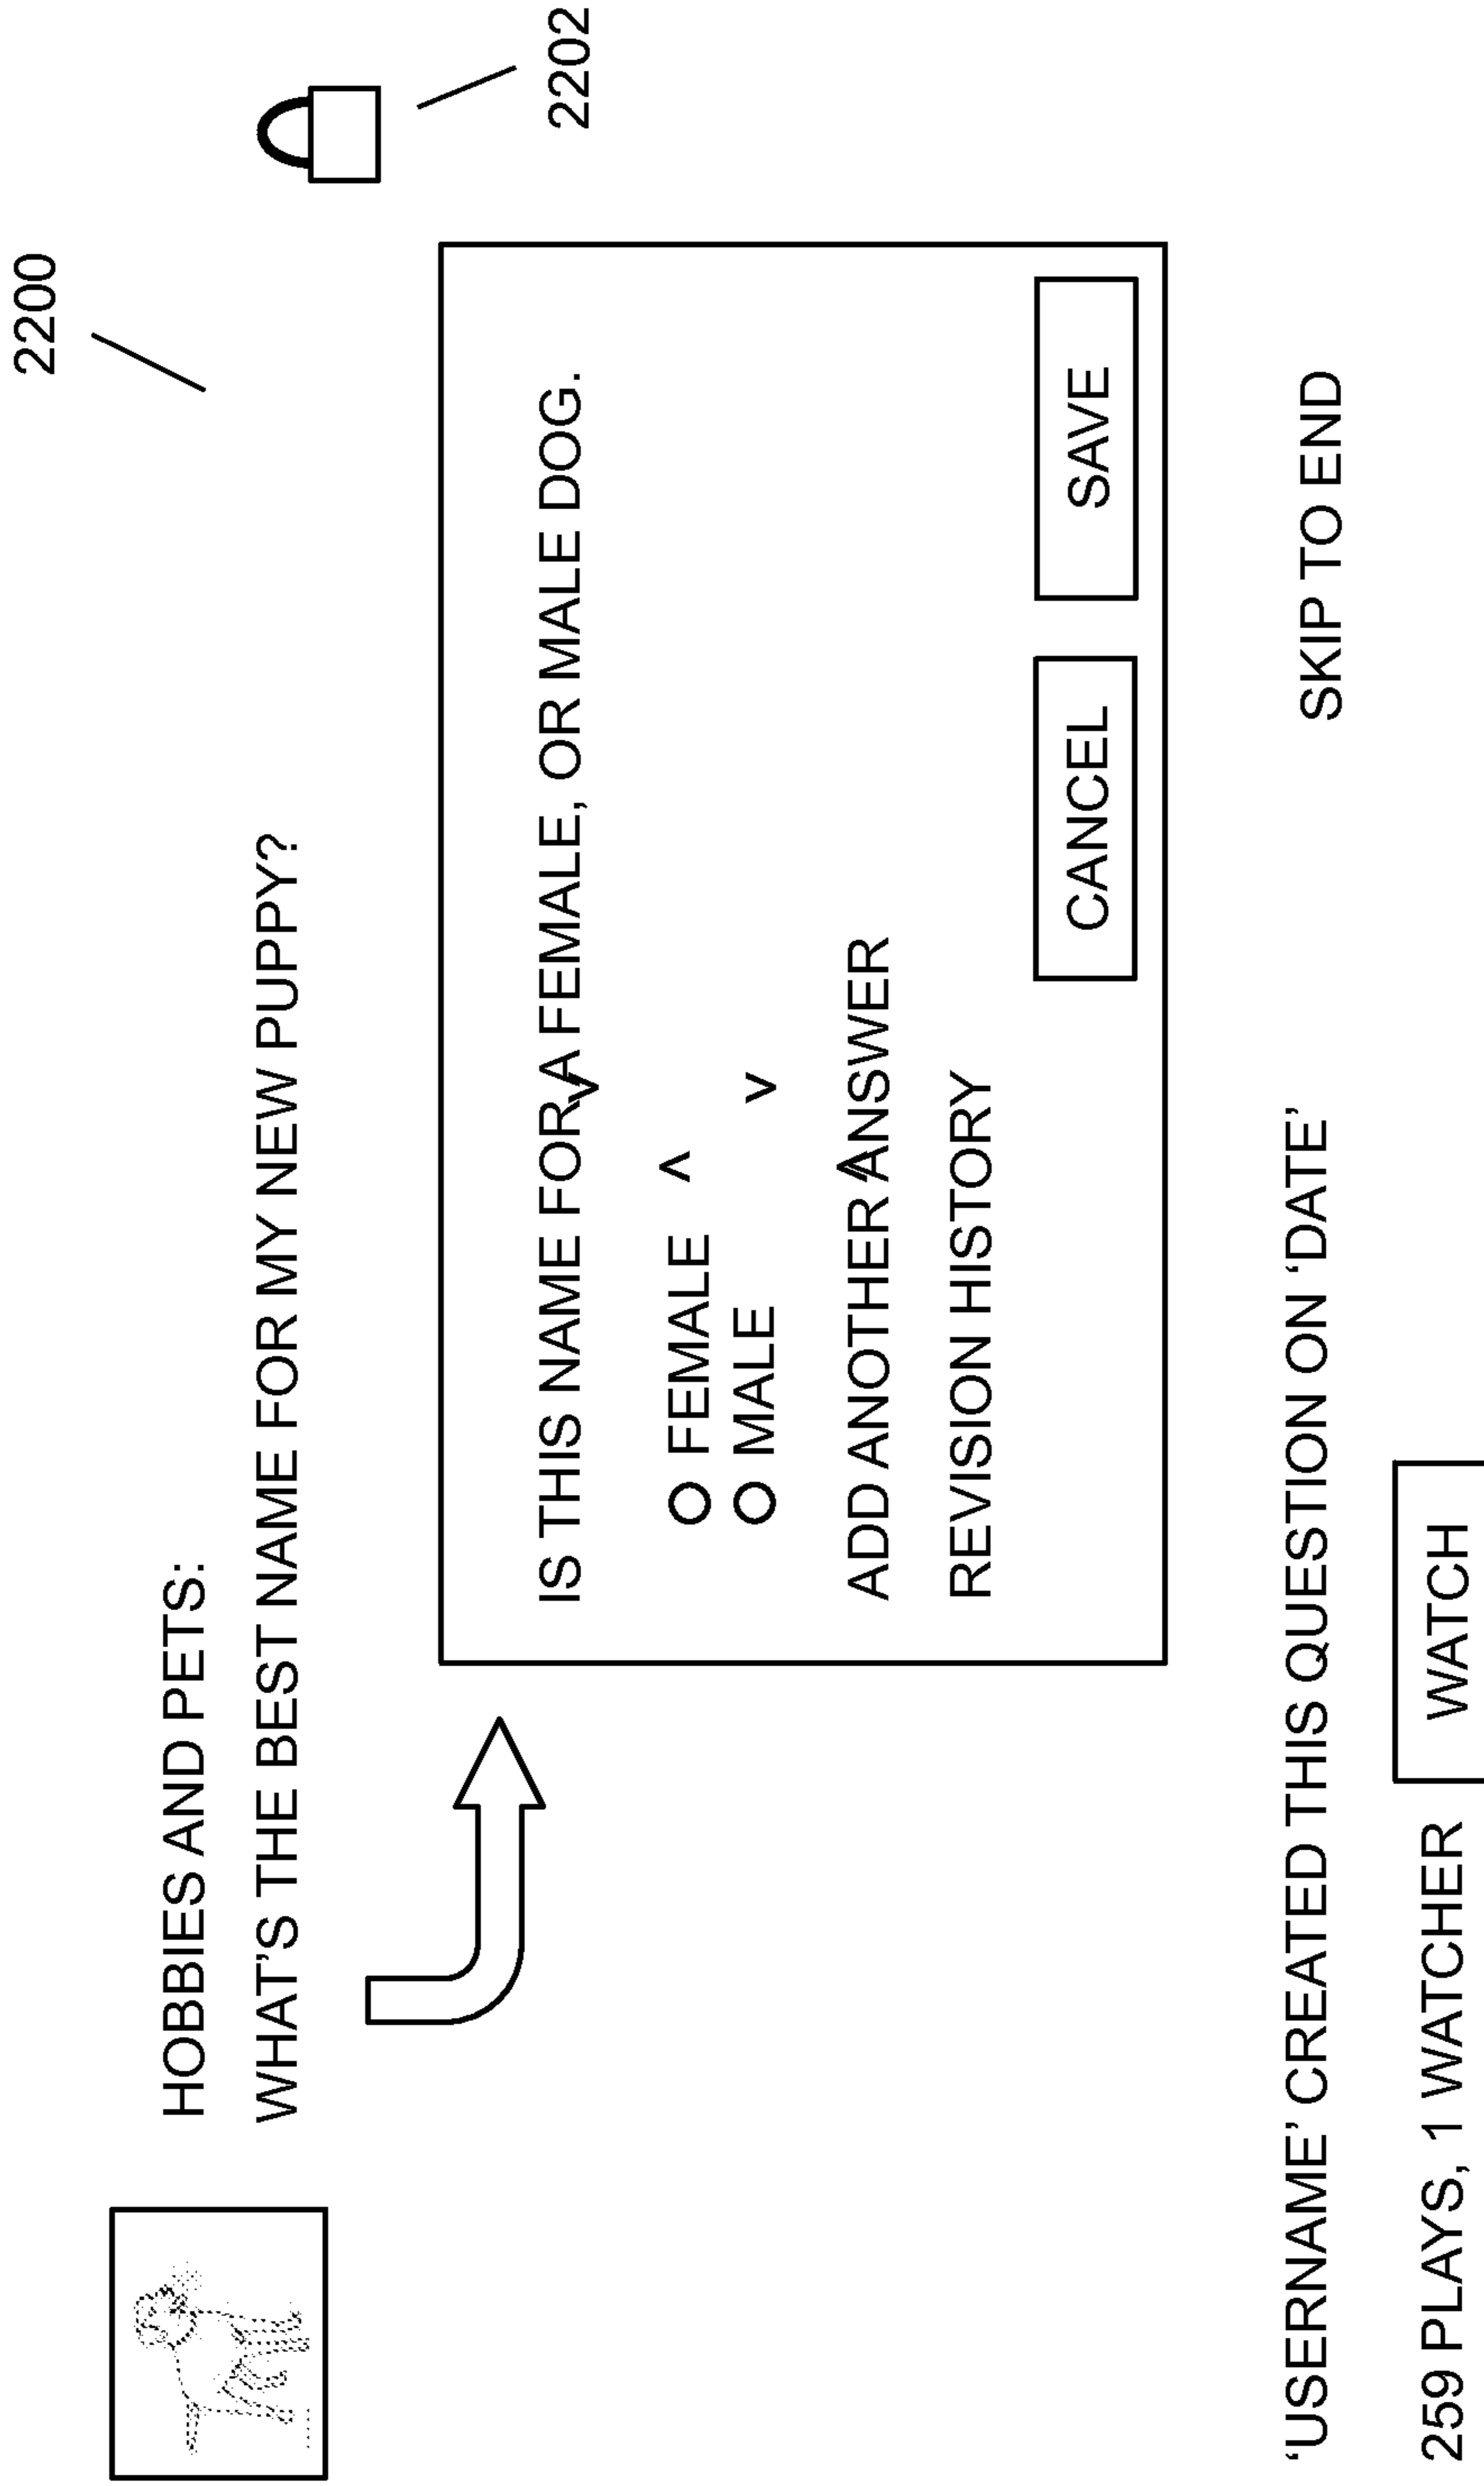 2200
HOBBIES AND PETS:
WHAT'S THE BEST NAME FOR MY NEW PUPPY?
2202
IS THIS NAME FOR A FEMALE, OR MALE DOG.
FEMALE ^
MALE v
ADD ANOTHER ANSWER
REVISION HISTORY
CANCEL SAVE
'USERNAME' CREATED THIS QUESTION ON 'DATE'
SKIP TO END
259 PLAYS, 1 WATCHER WATCH